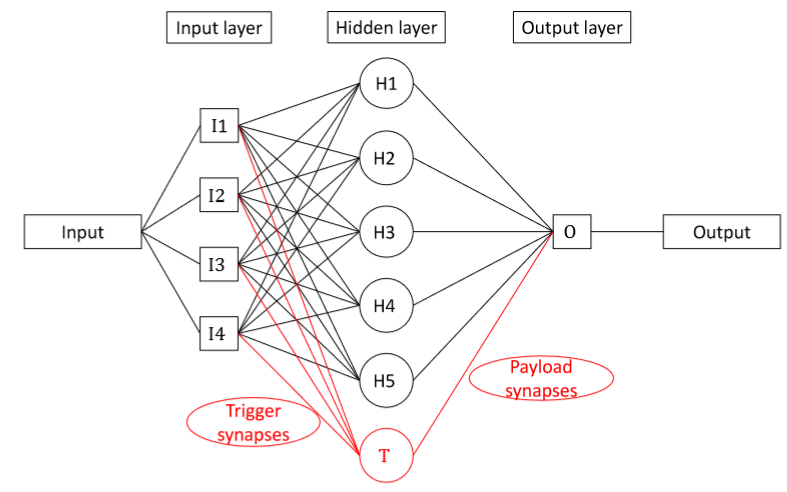 Input layer
Hidden layer
Output layer
H1
I1
H2
I2
Input
H3
O
Output
I3
H4
I4
H5
Payload
synapses
Trigger
synapses
T